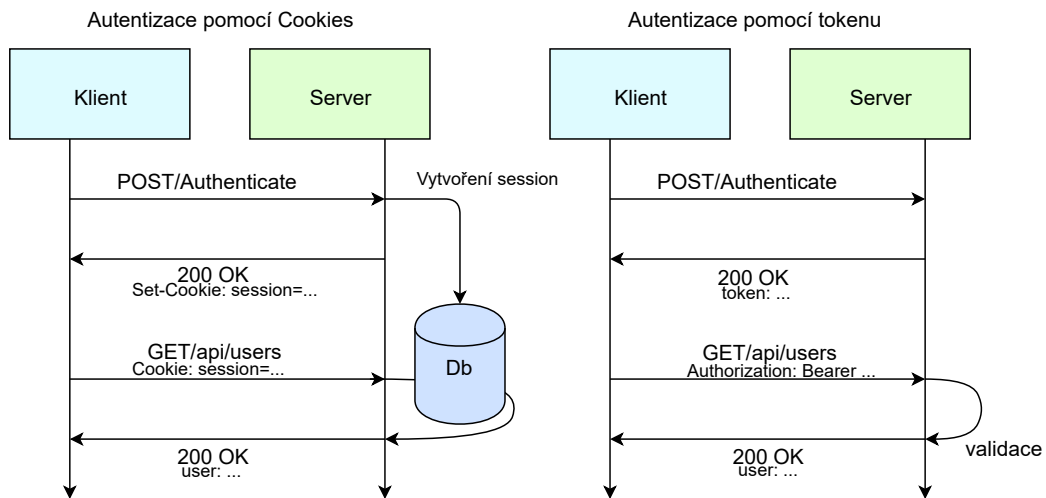 Autentizace pomocí Cookies
Klient
Server
POST/Authenticate
Vytvoření session
200 OK
Set-Cookie: session=...
GET/api/users
Cookie: session=...
Db
200 OK
user: ...
Autentizace pomocí tokenu
Klient
Server
POST/Authenticate
200 OK
token: ...
GET/api/users
Authorization: Bearer ...
validace
200 OK
user: ...